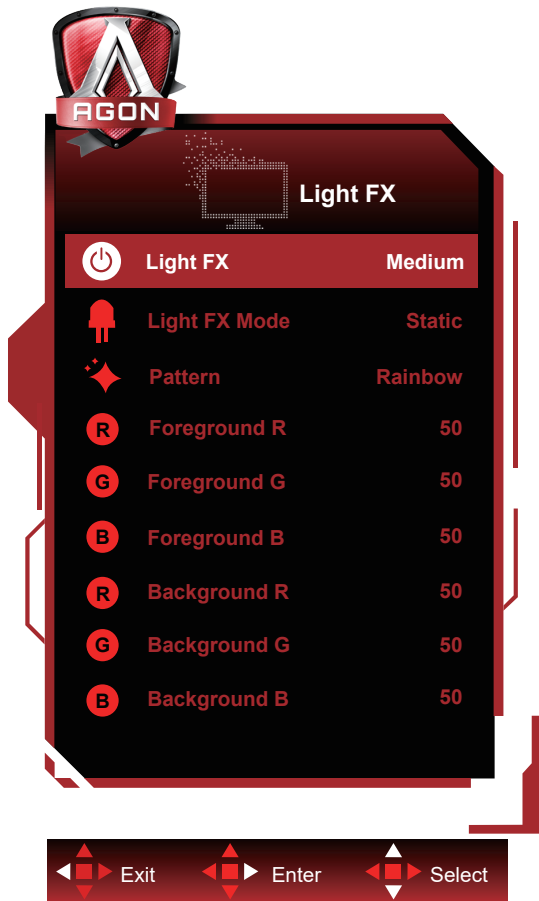 AGON
Light FX
Light FX Medium
Light FX Mode Static
Pattern Rainbow
R Foreground R 50
G Foreground G 50
B Foreground B 50
R Background R 50
G Background G 50
B Background B 50
Exit Enter Select